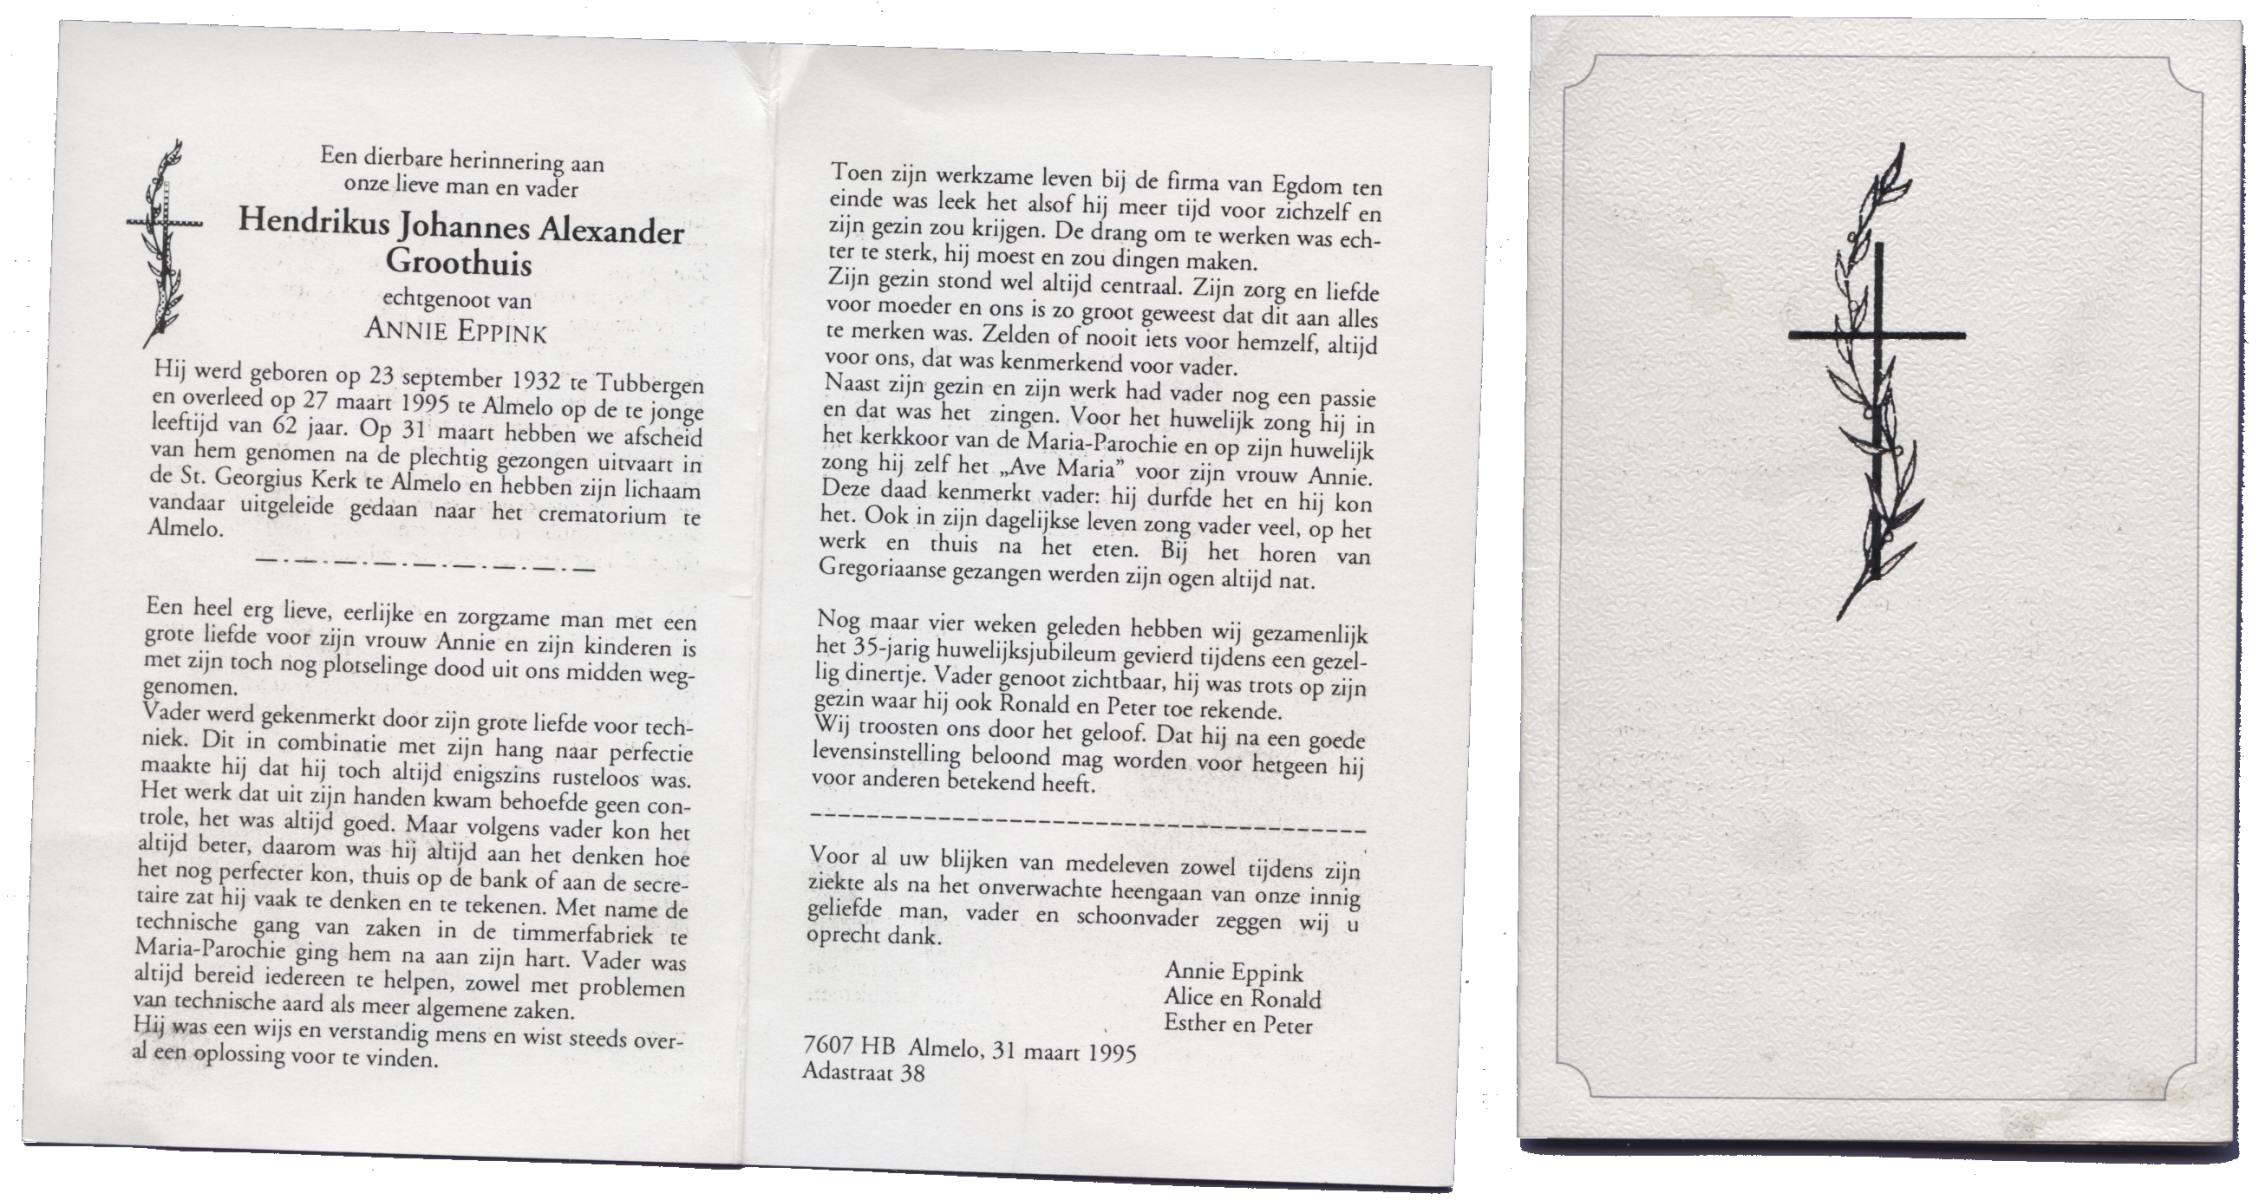 Een dierbare herinnering aan
onze lieve man en vader
Hendrikus Johannes Alexander
Groothuis
echtgenoot van
ANNIE EPPINK
Hij werd geboren op 23 september 1932 te Tubbergen
en overleed op 27 maart 1995 te Almelo op de te jonge
leeftijd van 62 jaar. Op 31 maart hebben we afscheid
van hem genomen na de plechtig gezongen uitvaart in
de St. Georgius Kerk te Almelo en hebben zijn lichaam
vandaar uitgeleide gedaan naar het crematorium te
Almelo.
Een heel erg lieve, eerlijke en zorgzame man met een
grote liefde voor zijn vrouw Annie en zijn kinderen is
met zijn toch nog plotselinge dood uit ons midden weg-
genomen.
Vader werd gekenmerkt door zijn grote liefde voor tech-
niek. Dit in combinatie met zijn hang naar perfectie
maakte hij dat hij toch altijd enigszins rusteloos was.
Het werk dat uit zijn handen kwam behoefde geen con-
trole, het was altijd goed. Maar volgens vader kon het
altijd beter, daarom was hij altijd aan het denken hoe
het nog perfecter kon, thuis op de bank of aan de secre-
taire zat hij vaak te denken en te tekenen. Met name de
technische gang van zaken in de timmerfabriek te
Maria-Parochie ging hem na aan zijn hart. Vader was
altijd bereid iedereen te helpen, zowel met problemen
van technische aard als meer algemene zaken.
Hij was een wijs en verstandig mens en wist steeds over-
al een oplossing voor te vinden.
Toen zijn werkzame leven bij de firma van Egdom ten
einde was leek het alsof hij meer tijd voor zichzelf en
zijn gezin zou krijgen. De drang om te werken was ech-
ter te sterk, hij moest en zou dingen maken.
Zijn gezin stond wel altijd centraal. Zijn zorg en liefde
voor moeder en ons is zo groot geweest dat dit aan alles
te merken was. Zelden of nooit iets voor hemzelf, altijd
voor ons, dat was kenmerkend voor vader.
Naast zijn gezin en zijn werk had vader nog een passie
en dat was het zingen. Voor het huwelijk zong hij in
het kerkkoor van de Maria-Parochie en op zijn huwelijk
zong hij zelf het „Ave Maria” voor zijn vrouw Annie.
Deze daad kenmerkt vader: hij durfde het en hij kon
het. Ook in zijn dagelijkse leven zong vader veel, op het
werk en thuis na het eten. Bij het horen van
Gregoriaanse gezangen werden zijn ogen altijd nat.
Nog maar vier weken geleden hebben wij gezamenlijk
het 35-jarig huwelijksjubileum gevierd tijdens een gezel-
lig dinertje. Vader genoot zichtbaar, hij was trots op zijn
gezin waar hij ook Ronald en Peter toe rekende.
Wij troosten ons door het geloof. Dat hij na een goede
levensinstelling beloond mag worden voor hetgeen hij
voor anderen betekend heeft.
Voor al uw blijken van medeleven zowel tijdens zijn
ziekte als na het onverwachte heengaan van onze innig
geliefde man, vader en schoonvader zeggen wij u
oprecht dank.
Annie Eppink
Alice en Ronald
Esther en Peter
7607 HB Almelo, 31 maart 1995
Adastraat 38